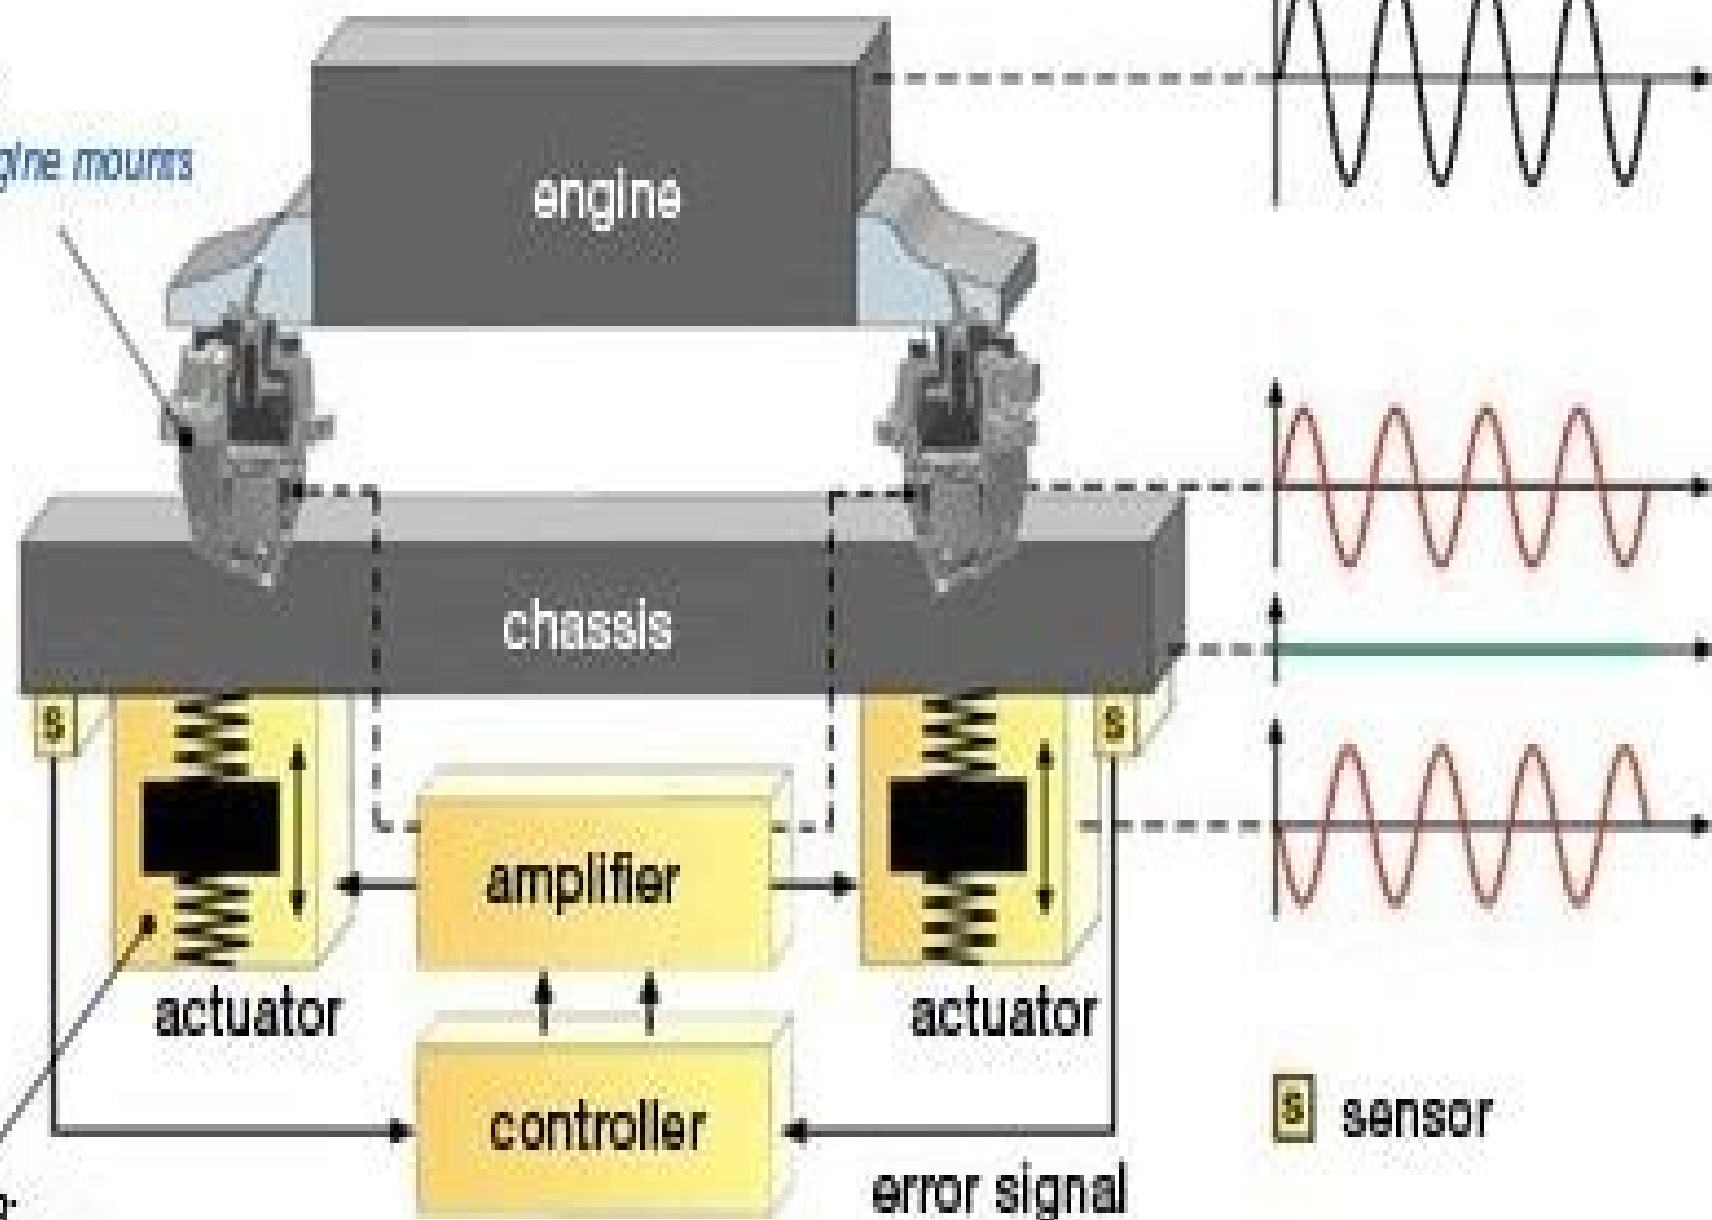 engine
gine mounts
chassis
S
S
amplifier
actuator
actuator
controller
S sensor
error signal